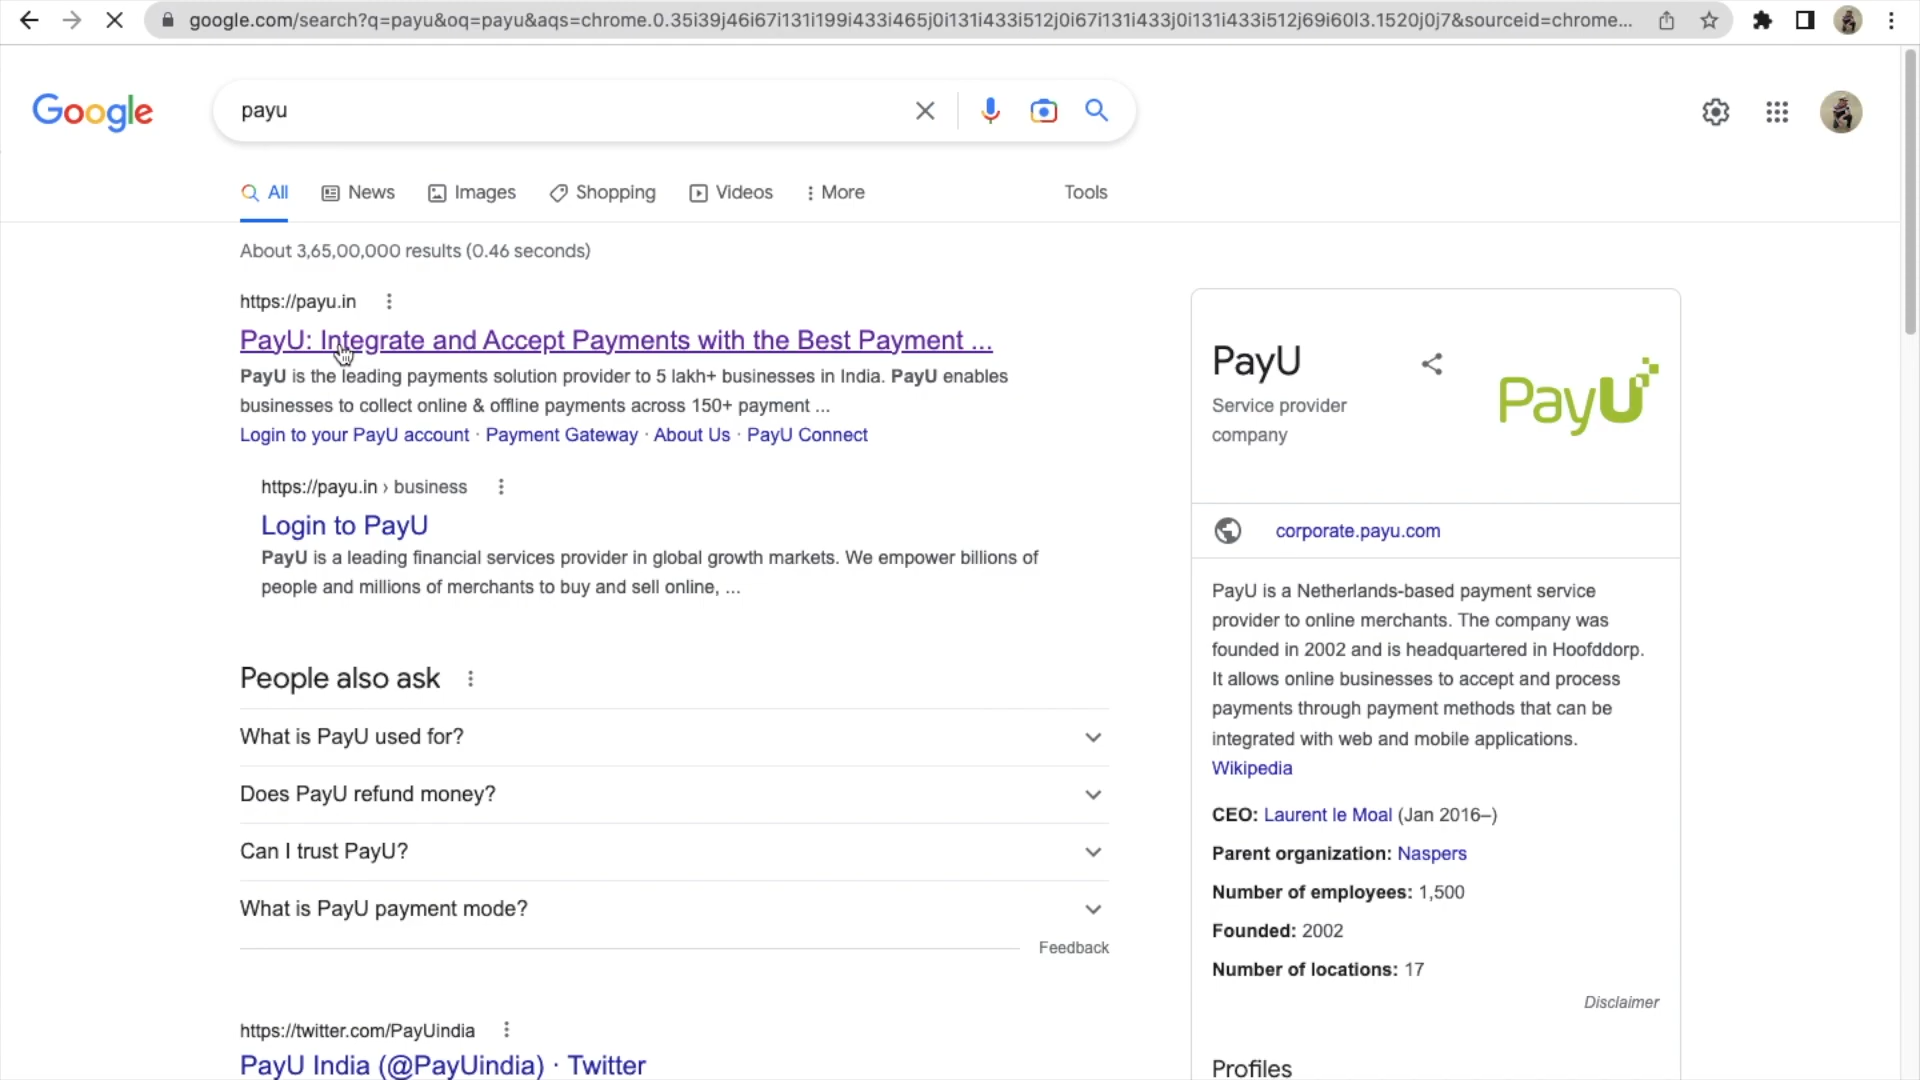 google.com/search?q=payu&oq=payu&aqs=chrome.0.35i39j46i67i131i199i433i465j0i131i433i512j0i67i131i433j0i131i433i512j69i60l3.1520j0j7&sourceid=chrome...
Google
payu
All
News
Images
Shopping
Videos
More
Tools
About 3,65,00,000 results (0.46 seconds)
https://payu.in
PayU: Integrate and Accept Payments with the Best Payment ...
PayU is the leading payments solution provider to 5 lakh+ businesses in India. PayU enables
businesses to collect online & offline payments across 150+ payment ...
Login to your PayU account · Payment Gateway · About Us · PayU Connect
https://payu.in › business
Login to PayU
PayU is a leading financial services provider in global growth markets. We empower billions of
people and millions of merchants to buy and sell online, ...
People also ask
What is PayU used for?
Does PayU refund money?
Can I trust PayU?
What is PayU payment mode?
Feedback
https://twitter.com/PayUindia
PayU India (@PayUindia) · Twitter
PayU
Service provider
company
PayU
corporate.payu.com
PayU is a Netherlands-based payment service
provider to online merchants. The company was
founded in 2002 and is headquartered in Hoofddorp.
It allows online businesses to accept and process
payments through payment methods that can be
integrated with web and mobile applications.
Wikipedia
CEO: Laurent le Moal (Jan 2016–)
Parent organization: Naspers
Number of employees: 1,500
Founded: 2002
Number of locations: 17
Disclaimer
Profiles